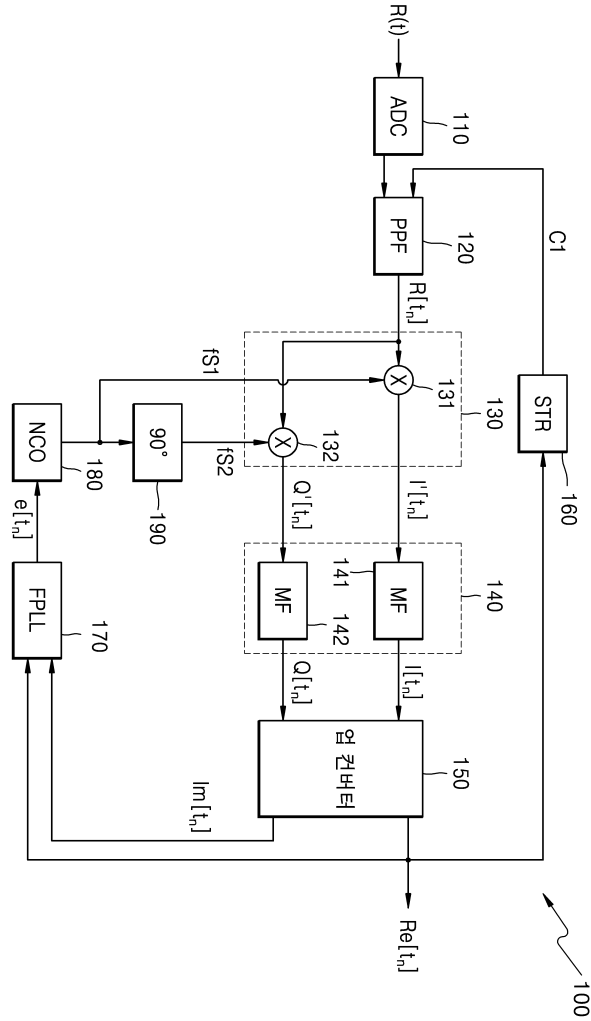 100
C1
STR
160
R(t)
ADC
110
PPF
120
R[tn]
130
131
I'[tn]
140
141
MF
I[tn]
150
업 컨버터
Re[tn]
132
Q'[tn]
MF
142
Q[tn]
Im[tn]
fS1
fS2
90°
190
NCO
180
e[tn]
FPLL
170